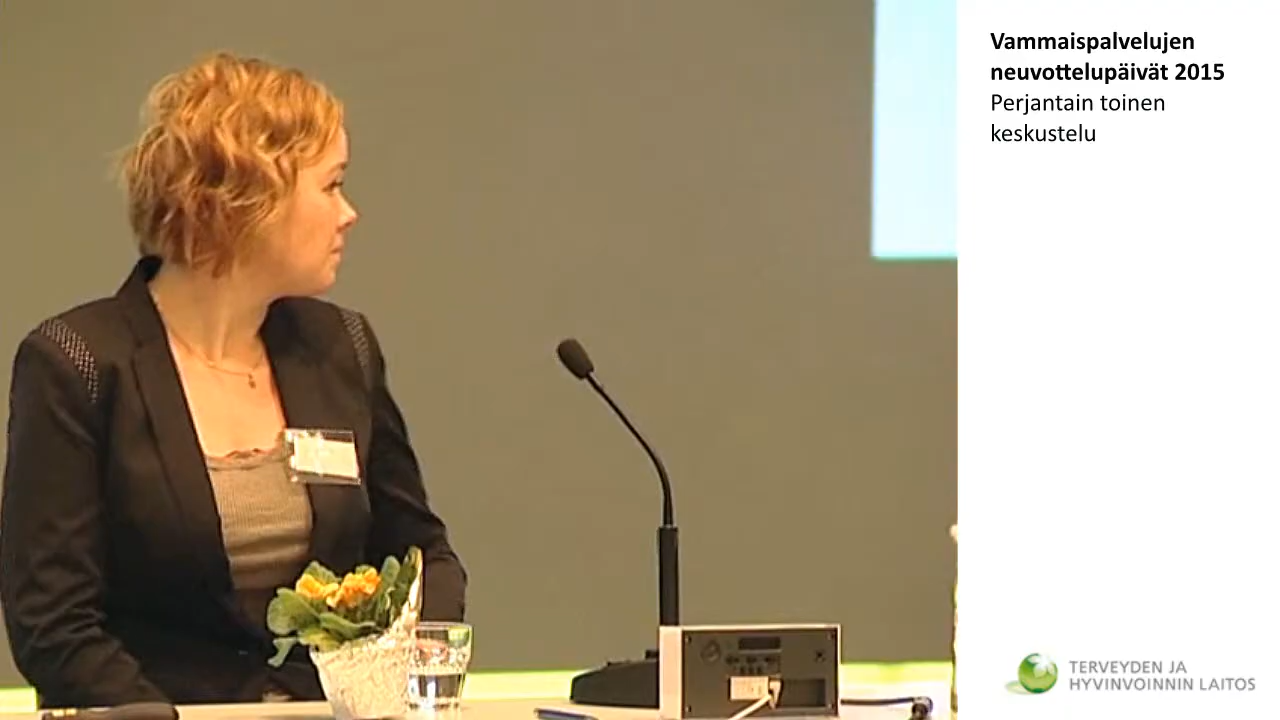 Vammaispalvelujen
neuvottelupäivät 2015
Perjantain toinen
keskustelu
TERVEYDEN JA
HYVINVOINNIN LAITOS